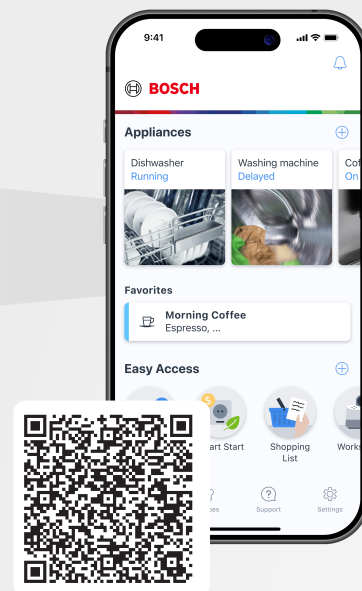 9:41
BOSCH
Appliances
Dishwasher
Running
Washing machine
Delayed
Cof
On
Favorites
Morning Coffee
Espresso, ...
Easy Access
art Start
Shopping
List
Works
pes
Support
Settings